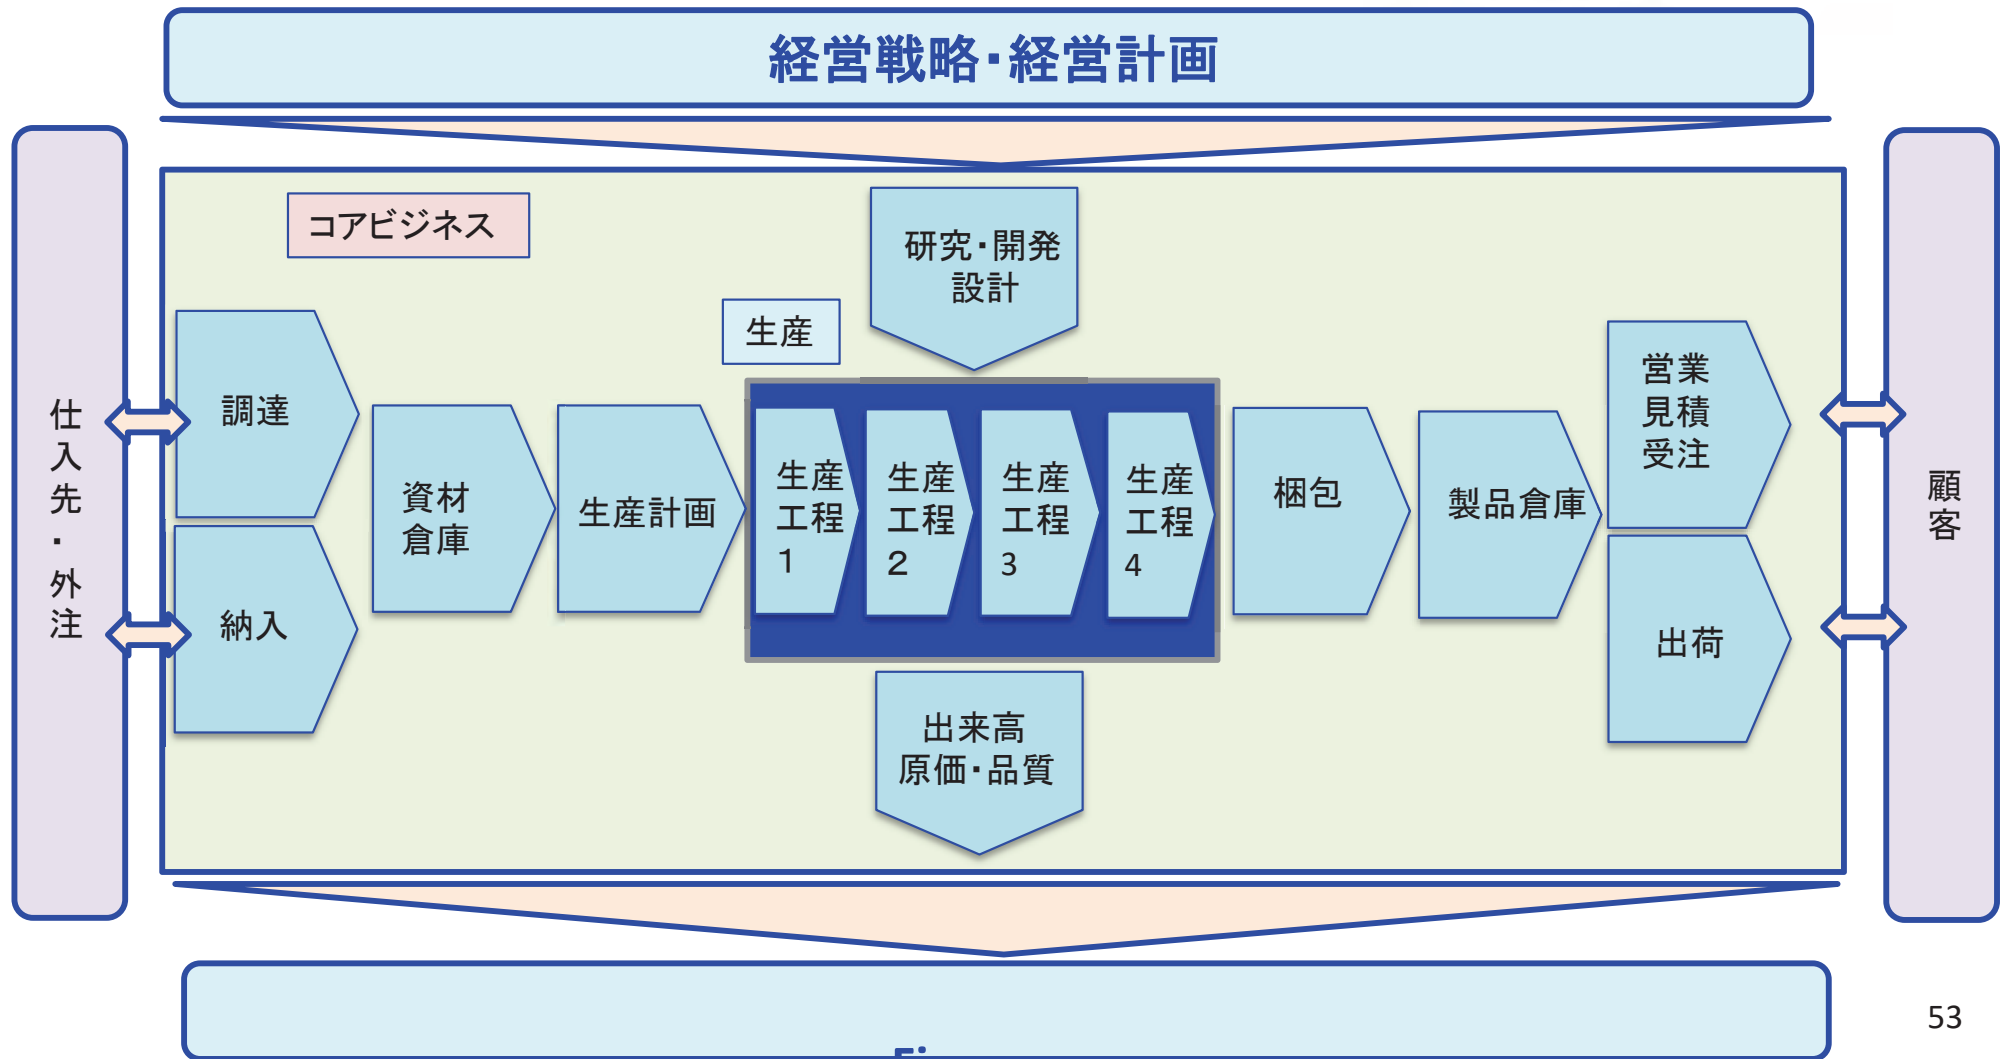 経営戦略・経営計画
コアビジネス
研究・開発
設計
生産
仕入先・外注
調達
納入
資材
倉庫
生産計画
生産
工程
1
生産
工程
2
生産
工程
3
生産
工程
4
梱包
製品倉庫
営業
見積
受注
出荷
顧客
出来高
原価・品質
53